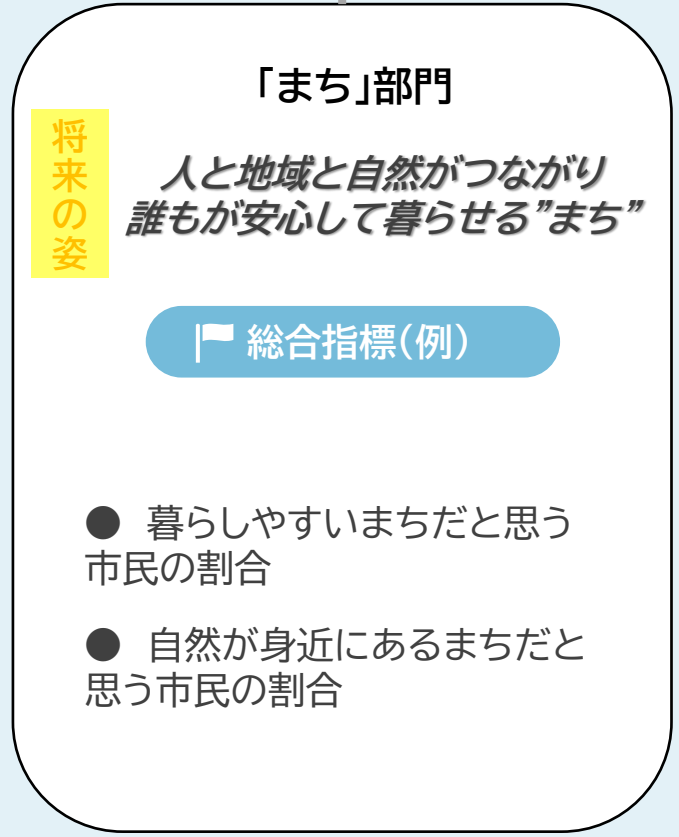 「まち」部門
将来の姿
人と地域と自然がつながり
誰もが安心して暮らせる”まち”
総合指標(例)
● 暮らしやすいまちだと思う
市民の割合
● 自然が身近にあるまちだと
思う市民の割合